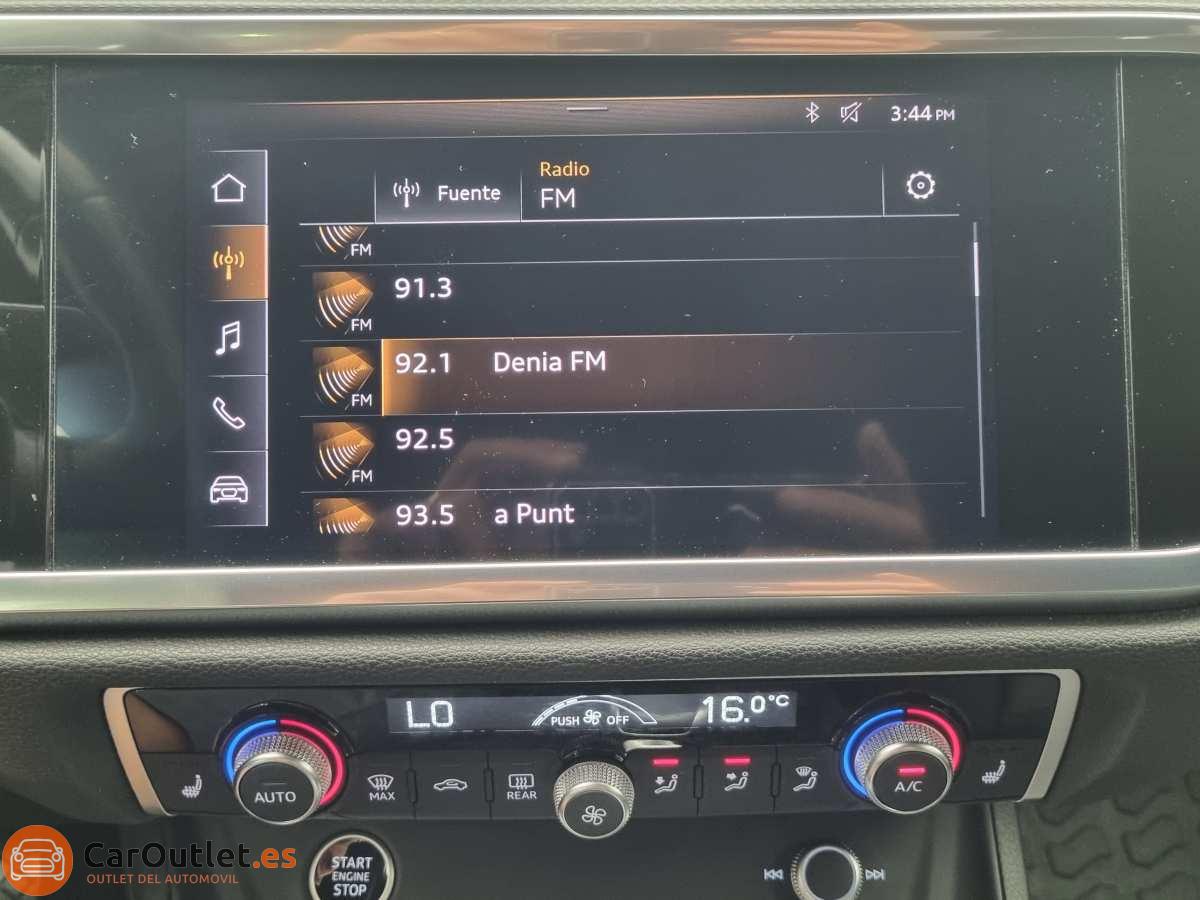 3:44 PM
Fuente
Radio
FM
FM
91.3
FM
92.1 Denia FM
FM
92.5
FM
93.5 a Punt
LO
PUSH OFF
16.0°C
AUTO
MAX
REAR
A/C
START
ENGINE
STOP
CarOutlet.es
OUTLET DEL AUTOMOVIL